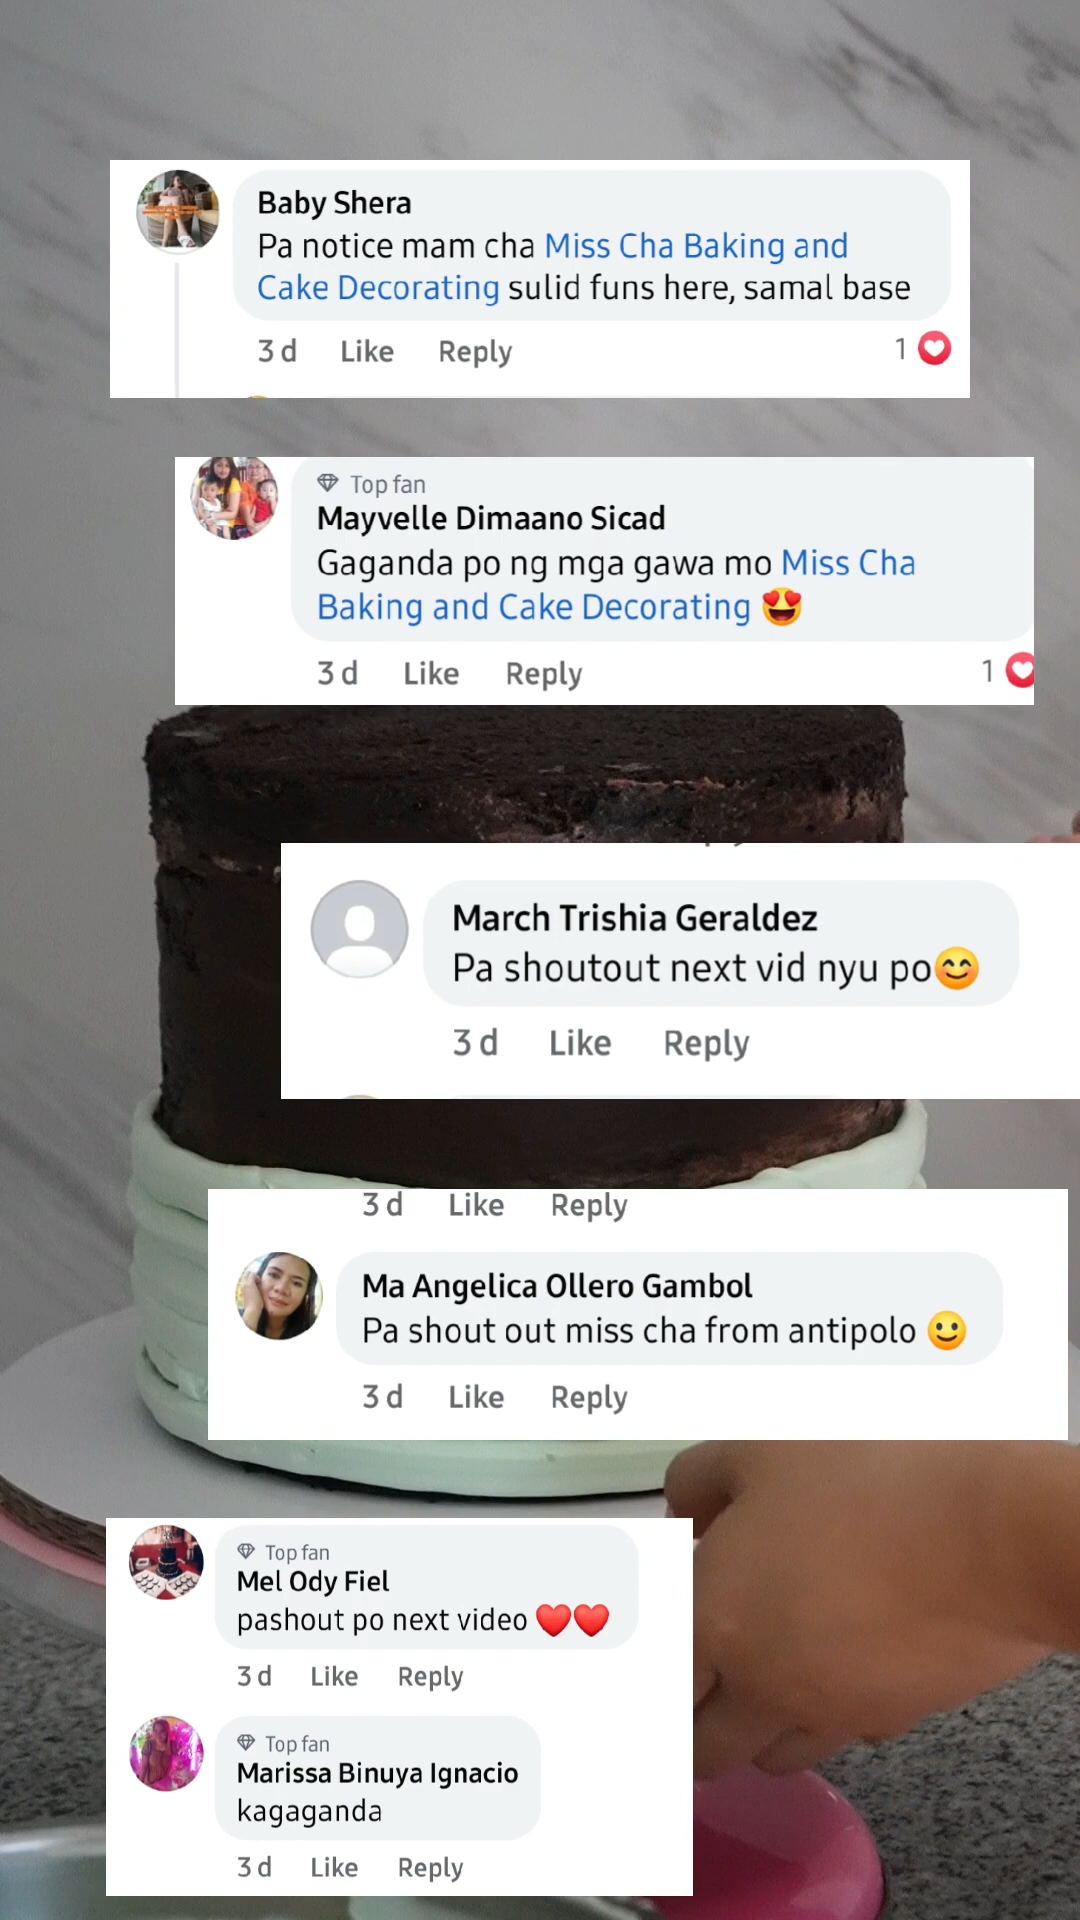 Baby Shera
Pa notice mam cha Miss Cha Baking and
Cake Decorating sulid funs here, samal base
3 d Like Reply 1
Top fan
Mayvelle Dimaano Sicad
Gaganda po ng mga gawa mo Miss Cha
Baking and Cake Decorating 😍
3 d Like Reply 1
March Trishia Geraldez
Pa shoutout next vid nyu po😊
3 d Like Reply
3 d Like Reply
Ma Angelica Ollero Gambol
Pa shout out miss cha from antipolo 🙂
3 d Like Reply
Top fan
Mel Ody Fiel
pashout po next video ❤️❤️
3 d Like Reply
Top fan
Marissa Binuya Ignacio
kagaganda
3 d Like Reply